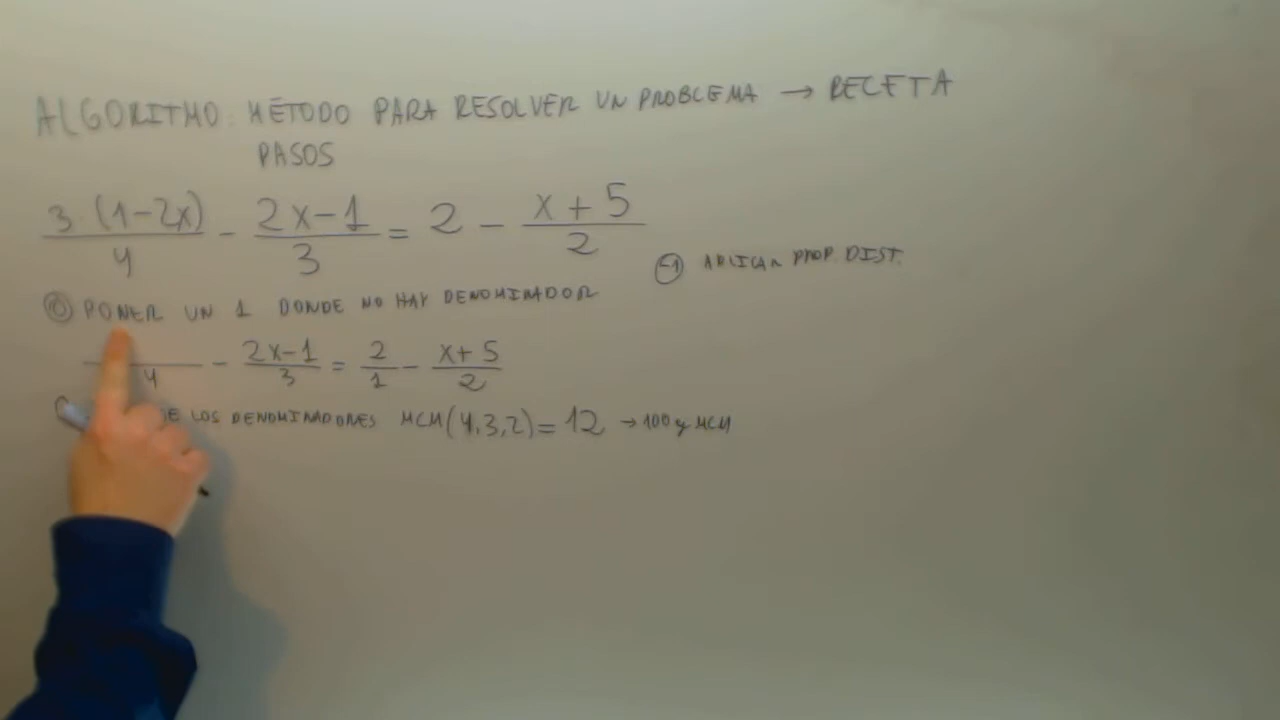 ALGORITMO: MÉTODO PARA RESOLVER UN PROBLEMA → RECETA
PASOS
3·(1-2x)/4 - 2x-1/3 = 2 - x+5/2
-1 APLICAR PROP. DIST.
0 PONER UN 1 DONDE NO HAY DENOMINADOR
/4 - 2x-1/3 = 2/1 - x+5/2
DE LOS DENOMINADORES MCM(4,3,2)=12 → 100 y MCM